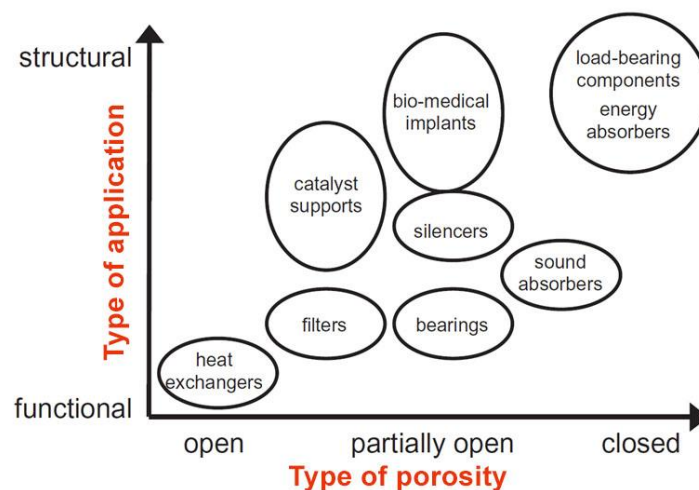 structural
load-bearing
components
energy
absorbers
bio-medical
implants
catalyst
supports
silencers
sound
absorbers
filters
bearings
heat
exchangers
functional
open
partially open
closed
Type of application
Type of porosity